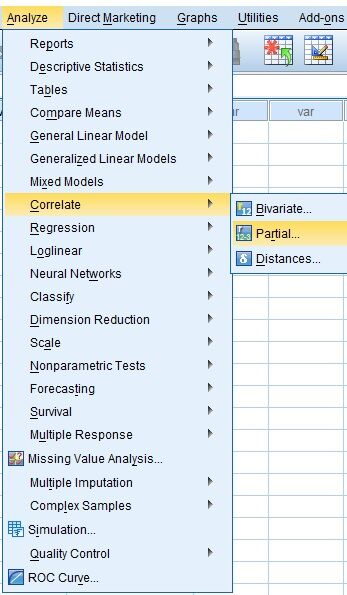 Analyze Direct Marketing Graphs Utilities Add-ons
Reports
Descriptive Statistics
Tables
Compare Means
var
General Linear Model
Generalized Linear Models
Mixed Models
Correlate
Bivariate...
Regression
Partial...
Loglinear
Distances...
Neural Networks
Classify
Dimension Reduction
Scale
Nonparametric Tests
Forecasting
Survival
Multiple Response
Missing Value Analysis...
Multiple Imputation
Complex Samples
Simulation...
Quality Control
ROC Curve...